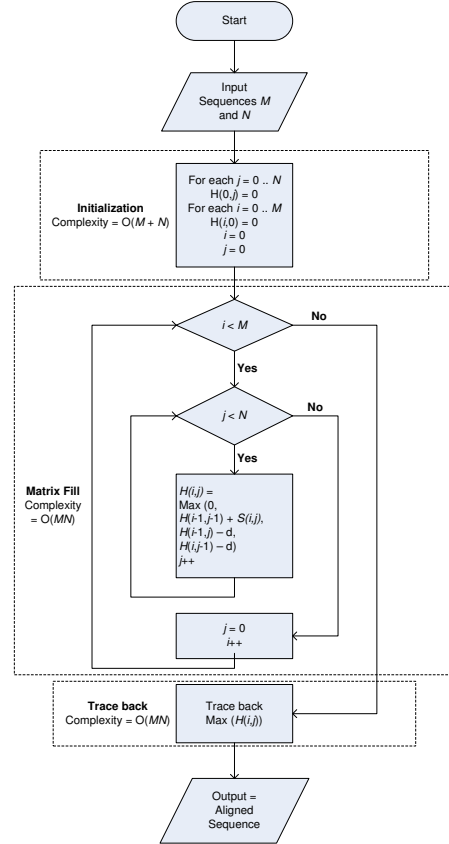 Start
Input
Sequences M
and N
Initialization
Complexity = O(M + N)
For each j = 0 .. N
H(0,j) = 0
For each i = 0 .. M
H(i,0) = 0
i = 0
j = 0
i < M
No
Yes
j < N
No
Yes
Matrix Fill
Complexity
= O(MN)
H(i,j) =
Max (0,
H(i-1,j-1) + S(i,j),
H(i-1,j) – d,
H(i,j-1) – d)
j++
j = 0
i++
Trace back
Complexity = O(MN)
Trace back
Max (H(i,j))
Output =
Aligned
Sequence